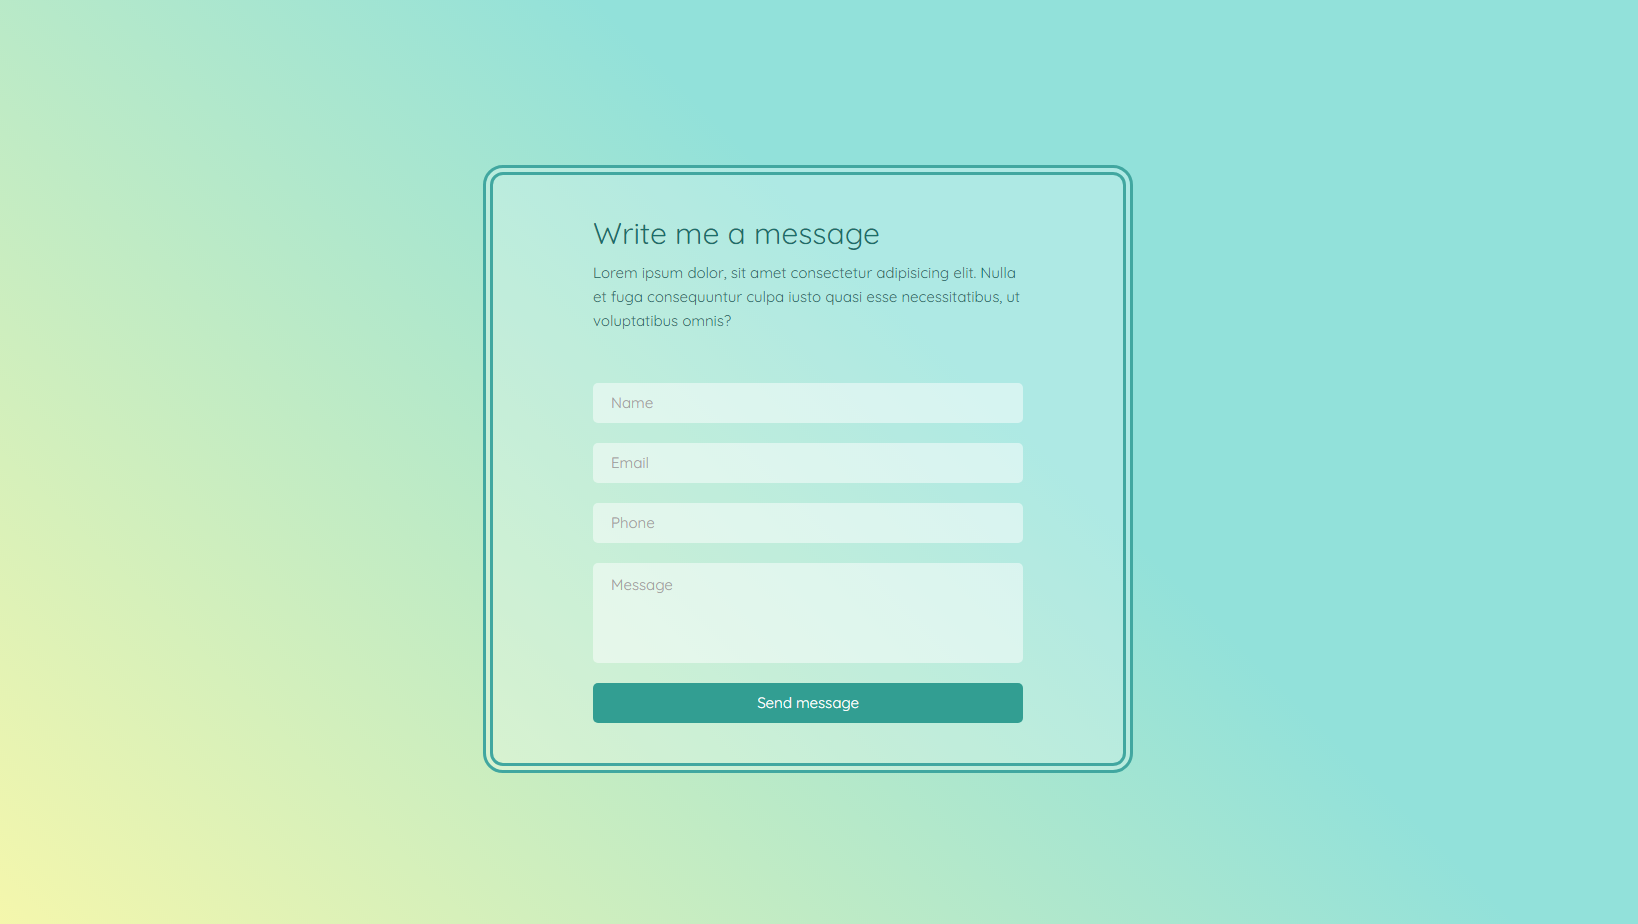 Write me a message
Lorem ipsum dolor, sit amet consectetur adipisicing elit. Nulla
et fuga consequuntur culpa iusto quasi esse necessitatibus, ut
voluptatibus omnis?
Name
Email
Phone
Message
Send message